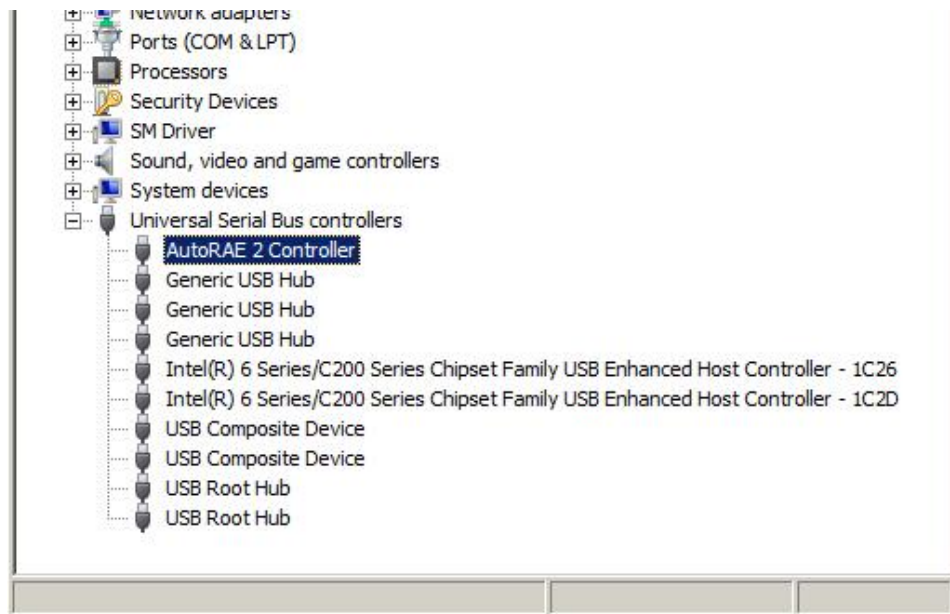 Network adapters
Ports (COM & LPT)
Processors
Security Devices
SM Driver
Sound, video and game controllers
System devices
Universal Serial Bus controllers
AutoRAE 2 Controller
Generic USB Hub
Generic USB Hub
Generic USB Hub
Intel(R) 6 Series/C200 Series Chipset Family USB Enhanced Host Controller - 1C26
Intel(R) 6 Series/C200 Series Chipset Family USB Enhanced Host Controller - 1C2D
USB Composite Device
USB Composite Device
USB Root Hub
USB Root Hub